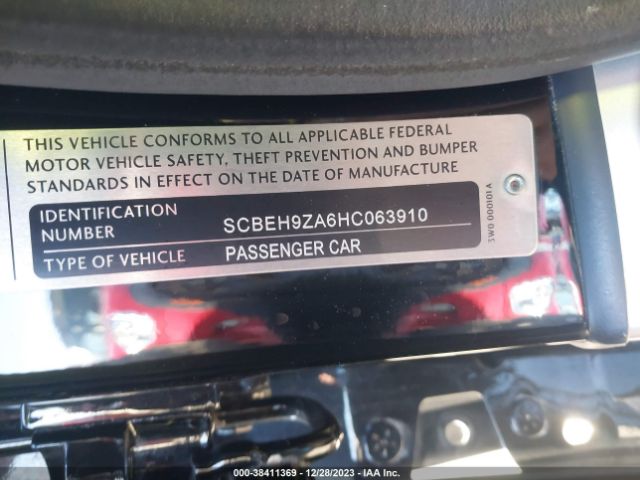 THIS VEHICLE CONFORMS TO ALL APPLICABLE FEDERAL
MOTOR VEHICLE SAFETY, THEFT PREVENTION AND BUMPER
STANDARDS IN EFFECT ON THE DATE OF MANUFACTURE
IDENTIFICATION
NUMBER
SCBEH9ZA6HC063910
TYPE OF VEHICLE
PASSENGER CAR
3W0 000101A
000-38411369 - 12/28/2023 - IAA Inc.